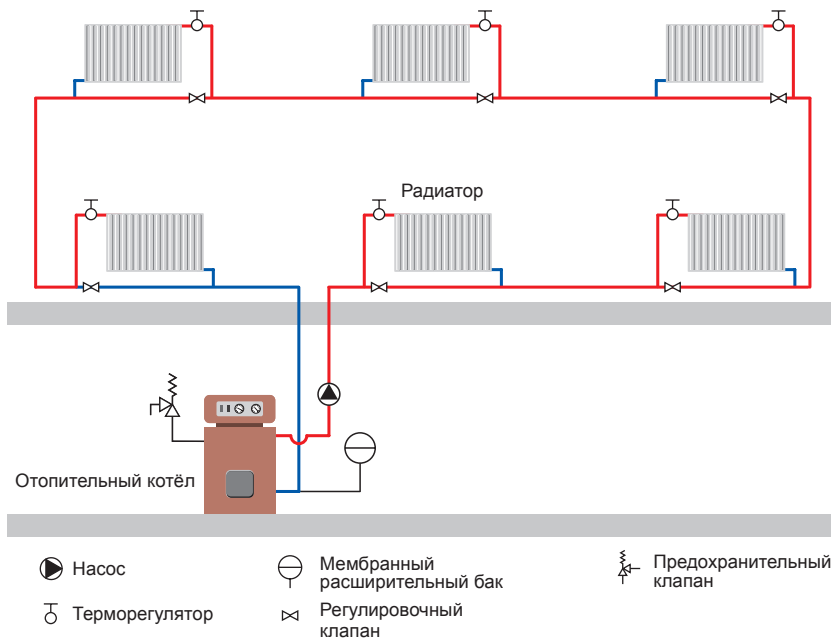 Радиатор
Отопительный котёл
Насос
Мембранный
расширительный бак
Предохранительный
клапан
Терморегулятор
Регулировочный
клапан